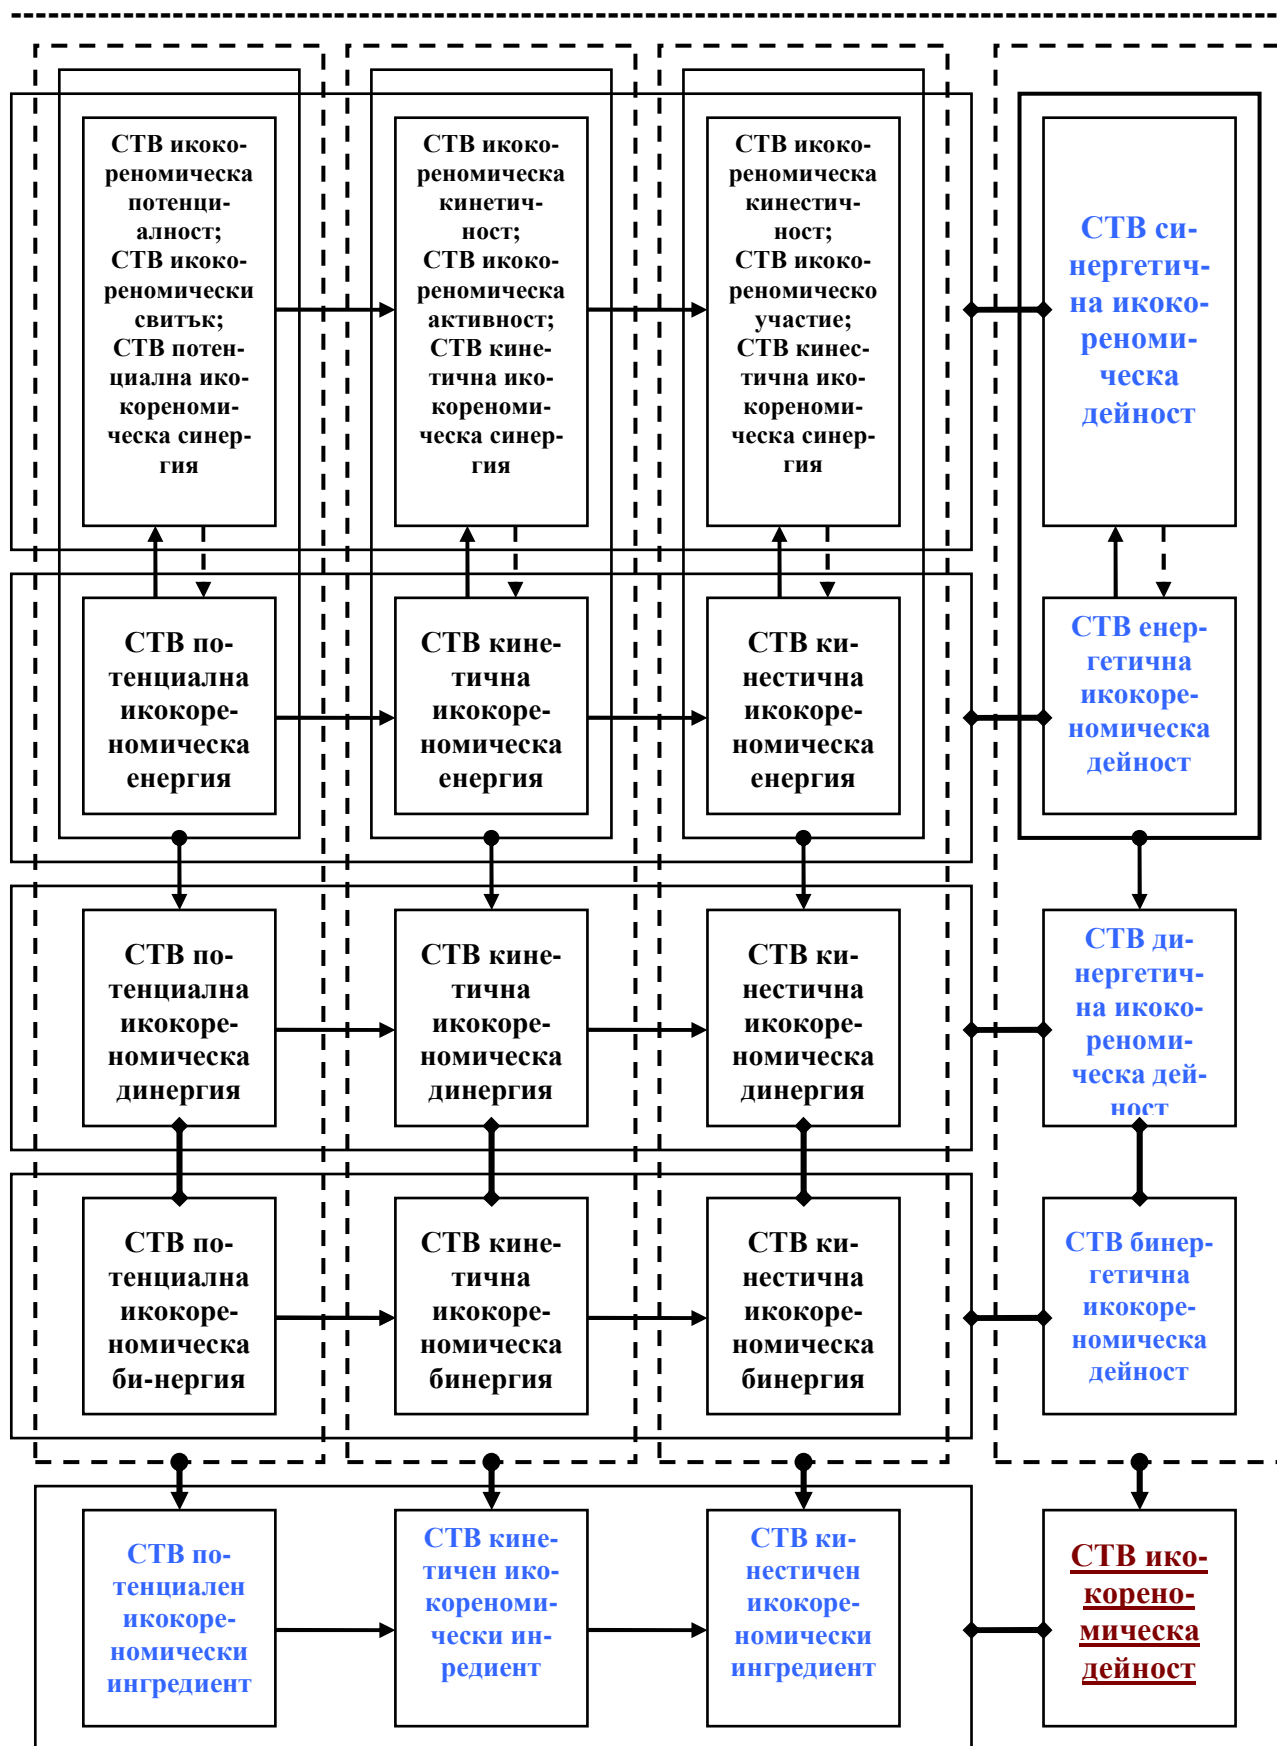 СТВ икоко-
реномическа
потенци-
алност;
СТВ икоко-
реномически
свитък;
СТВ потен-
циална ико-
кореноми-
ческа синер-
гия
СТВ икоко-
реномическа
кинетич-
ност;
СТВ икоко-
реномическа
активност;
СТВ кине-
тична ико-
кореноми-
ческа синер-
гия
СТВ икоко-
реномическа
кинестич-
ност;
СТВ икоко-
реномическо
участие;
СТВ кинес-
тична ико-
кореноми-
ческа синер-
гия
СТВ си-
нергетич-
на икоко-
реноми-
ческа
дейност
СТВ по-
тенциална
икокоре-
номическа
енергия
СТВ кине-
тична
икокоре-
номическа
енергия
СТВ ки-
нестична
икокоре-
номическа
енергия
СТВ енер-
гетична
икокоре-
номическа
дейност
СТВ по-
тенциална
икокоре-
номическа
динергия
СТВ кине-
тична
икокоре-
номическа
динергия
СТВ ки-
нестична
икокоре-
номическа
динергия
СТВ ди-
нергетич-
на икоко-
реноми-
ческа дей-
ност
СТВ по-
тенциална
икокоре-
номическа
би-нергия
СТВ кине-
тична
икокоре-
номическа
бинергия
СТВ ки-
нестична
икокоре-
номическа
бинергия
СТВ бинер-
гетична
икокоре-
номическа
дейност
СТВ по-
тенциален
икокоре-
номически
ингредиент
СТВ кине-
тичен ико-
кореноми-
чески инг-
редиент
СТВ ки-
нестичен
икокоре-
номически
ингредиент
СТВ ико-
корено-
мическа
дейност